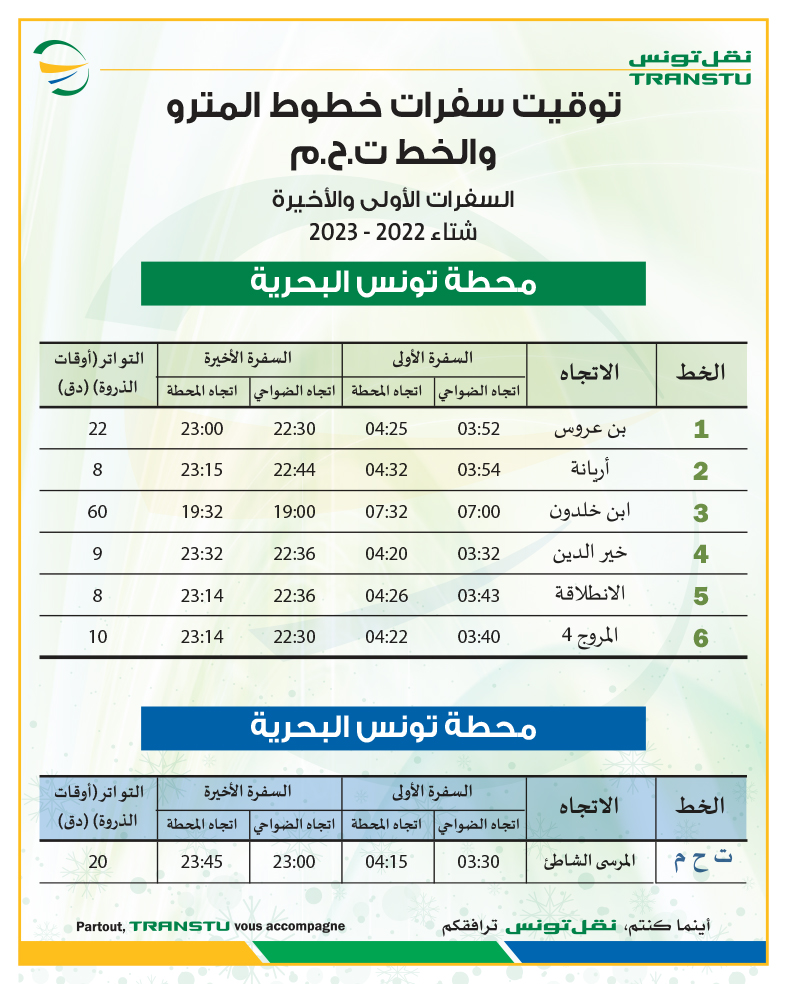 نقل تونس
TRANSTU
توقيت سفرات خطوط المترو
والخط ت.ح.م
السفرات الأولى والأخيرة
شتاء 2022 - 2023
محطة تونس البحرية
الخط الاتجاه السفرة الأولى السفرة الأخيرة التواتر (أوقات الذروة) (دق)
اتجاه الضواحي اتجاه المحطة اتجاه الضواحي اتجاه المحطة
1 بن عروس 03:52 04:25 22:30 23:00 22
2 أريانة 03:54 04:32 22:44 23:15 8
3 ابن خلدون 07:00 07:32 19:00 19:32 60
4 خير الدين 03:32 04:20 22:36 23:32 9
5 الانطلاقة 03:43 04:26 22:36 23:14 8
6 المروج 4 03:40 04:22 22:30 23:14 10
محطة تونس البحرية
الخط الاتجاه السفرة الأولى السفرة الأخيرة التواتر (أوقات الذروة) (دق)
اتجاه الضواحي اتجاه المحطة اتجاه الضواحي اتجاه المحطة
ت ح م المرسى الشاطئ 03:30 04:15 23:00 23:45 20
أينما كنتم، نقل تونس ترافقكم
Partout, TRANSTU vous accompagne